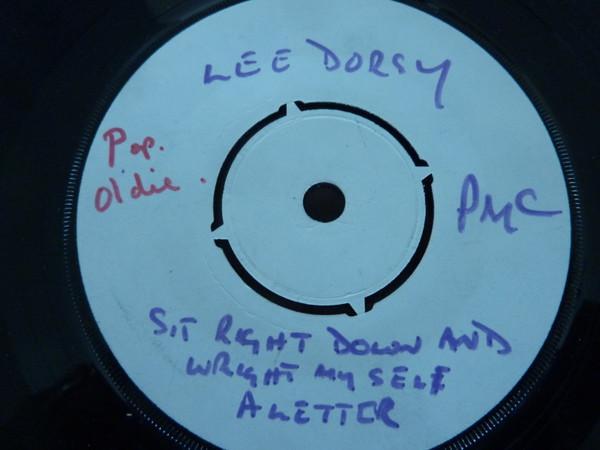 LEE DORSY
Pop.
oldie.
PMC
SIT RIGHT DOWN AND
WRIGHT MY SELF
A LETTER